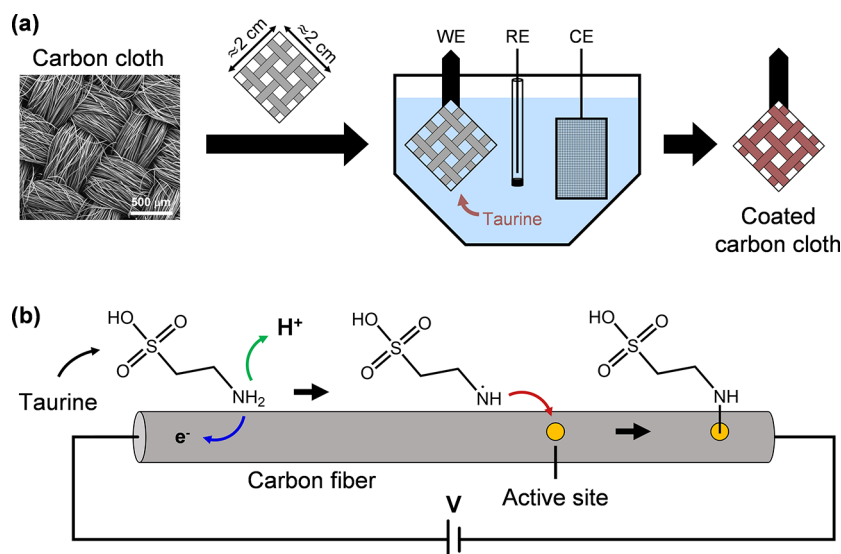 (a)
Carbon cloth
500 µm
≈2 cm
≈2 cm
WE
RE
CE
Taurine
Coated
carbon cloth
(b)
HO
O
S
O
NH₂
H⁺
Taurine
e⁻
Carbon fiber
HO
O
S
O
ṄH
Active site
HO
O
S
O
NH
V